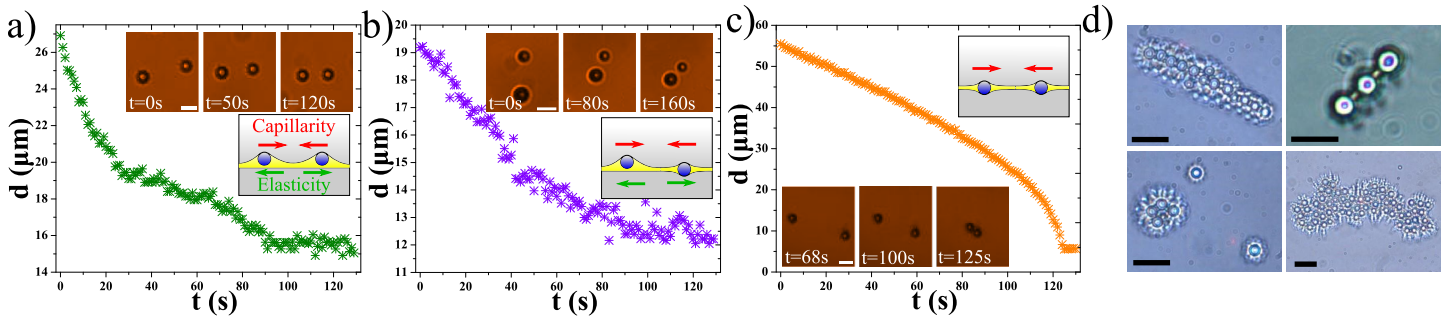 a)
d (μm)
26
24
22
20
18
16
14
t=0s
t=50s
t=120s
Capillarity
Elasticity
0
20
40
60
80
100
120
t (s)
b)
d (μm)
20
19
18
17
16
15
14
13
12
11
t=0s
t=80s
t=160s
0
20
40
60
80
100
120
t (s)
c)
d (μm)
60
50
40
30
20
10
0
t=68s
t=100s
t=125s
0
20
40
60
80
100
120
t (s)
d)